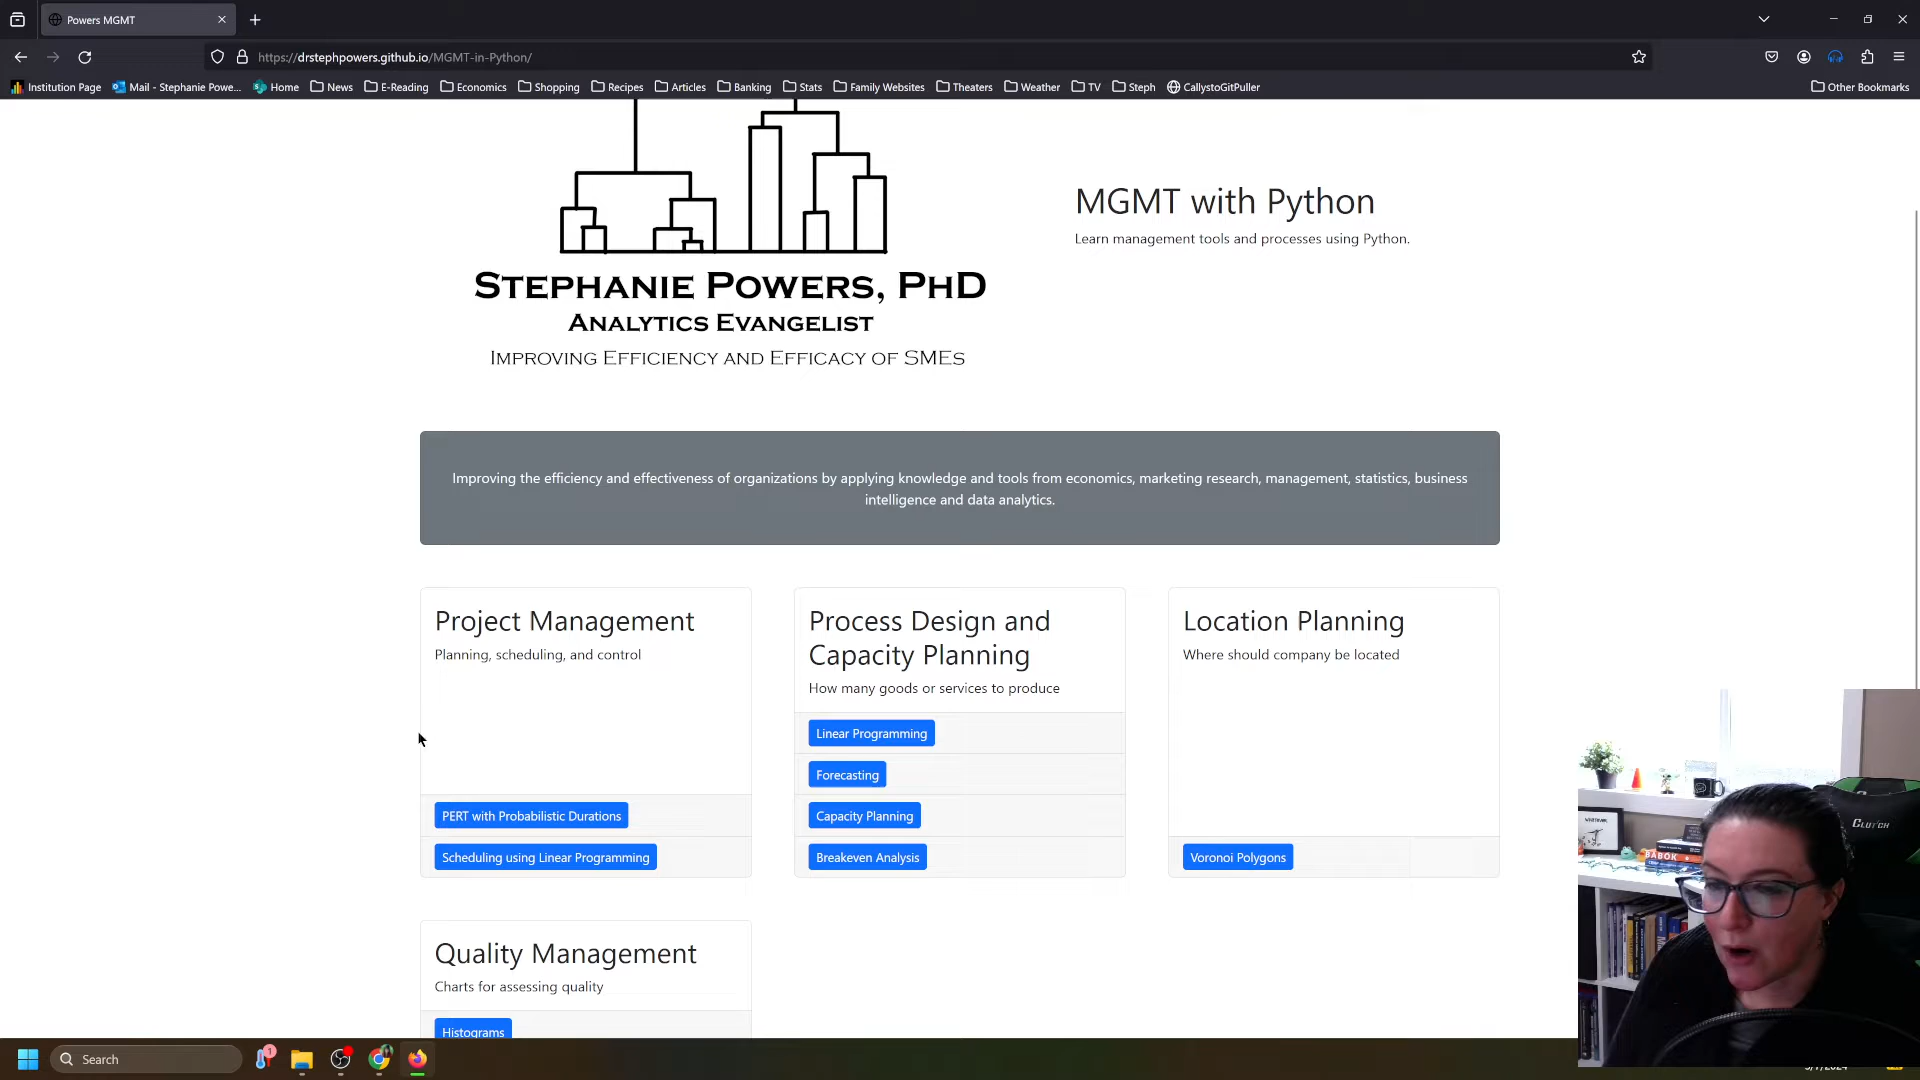 Powers MGMT
https://drstephpowers.github.io/MGMT-in-Python/
Institution Page
Mail - Stephanie Powe...
Home
News
E-Reading
Economics
Shopping
Recipes
Articles
Banking
Stats
Family Websites
Theaters
Weather
TV
Steph
CallystoGitPuller
Other Bookmarks
STEPHANIE POWERS, PHD
ANALYTICS EVANGELIST
IMPROVING EFFICIENCY AND EFFICACY OF SMES
MGMT with Python
Learn management tools and processes using Python.
Improving the efficiency and effectiveness of organizations by applying knowledge and tools from economics, marketing research, management, statistics, business
intelligence and data analytics.
Project Management
Planning, scheduling, and control
PERT with Probabilistic Durations
Scheduling using Linear Programming
Process Design and
Capacity Planning
How many goods or services to produce
Linear Programming
Forecasting
Capacity Planning
Breakeven Analysis
Location Planning
Where should company be located
Voronoi Polygons
Quality Management
Charts for assessing quality
Histograms
CLUTCH
BABOK
Search
1